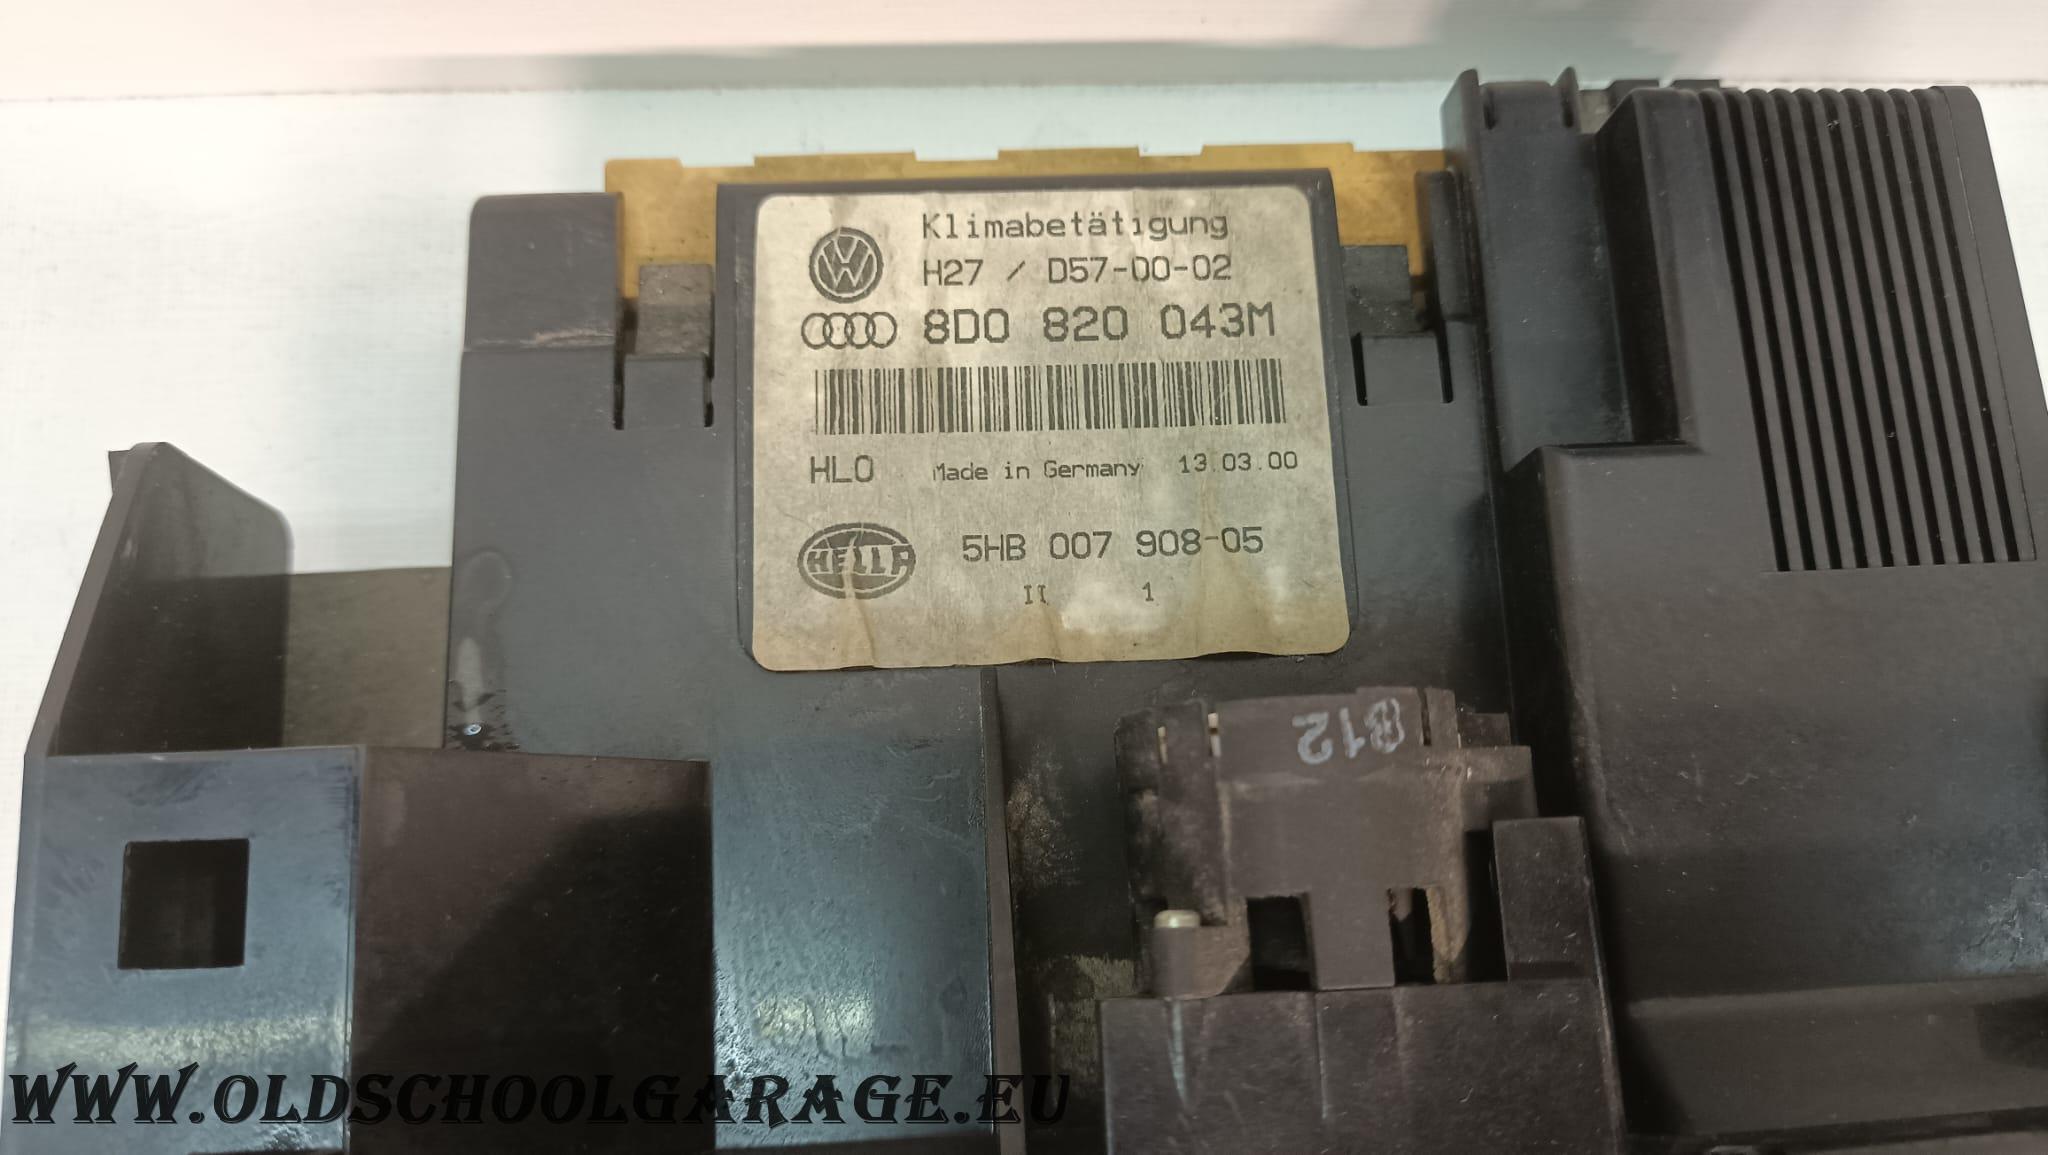 Klimabetätigung
H27 / D57-00-02
8D0 820 043M
HLO Made in Germany 13.03.00
HELLA 5HB 007 908-05
II 1
B12
WWW.OLDSCHOOLGARAGE.EU